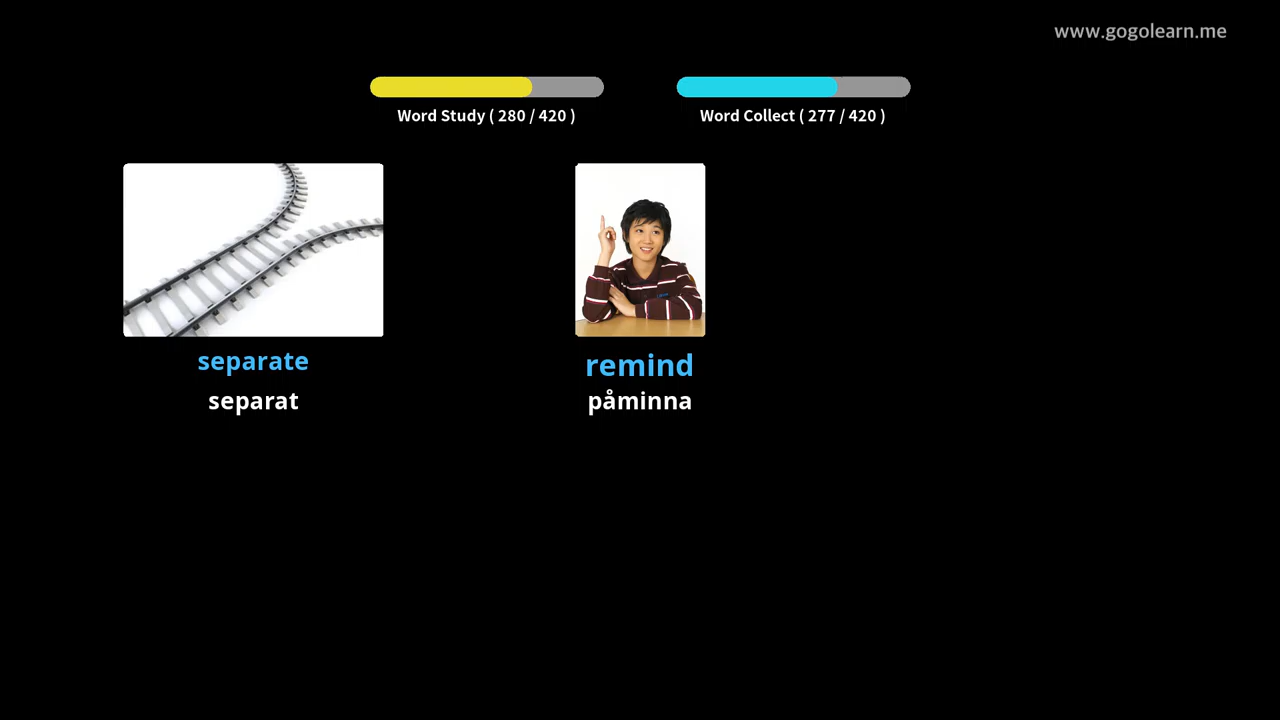 www.gogolearn.me
Word Study ( 280 / 420 )
Word Collect ( 277 / 420 )
separate
separat
remind
påminna